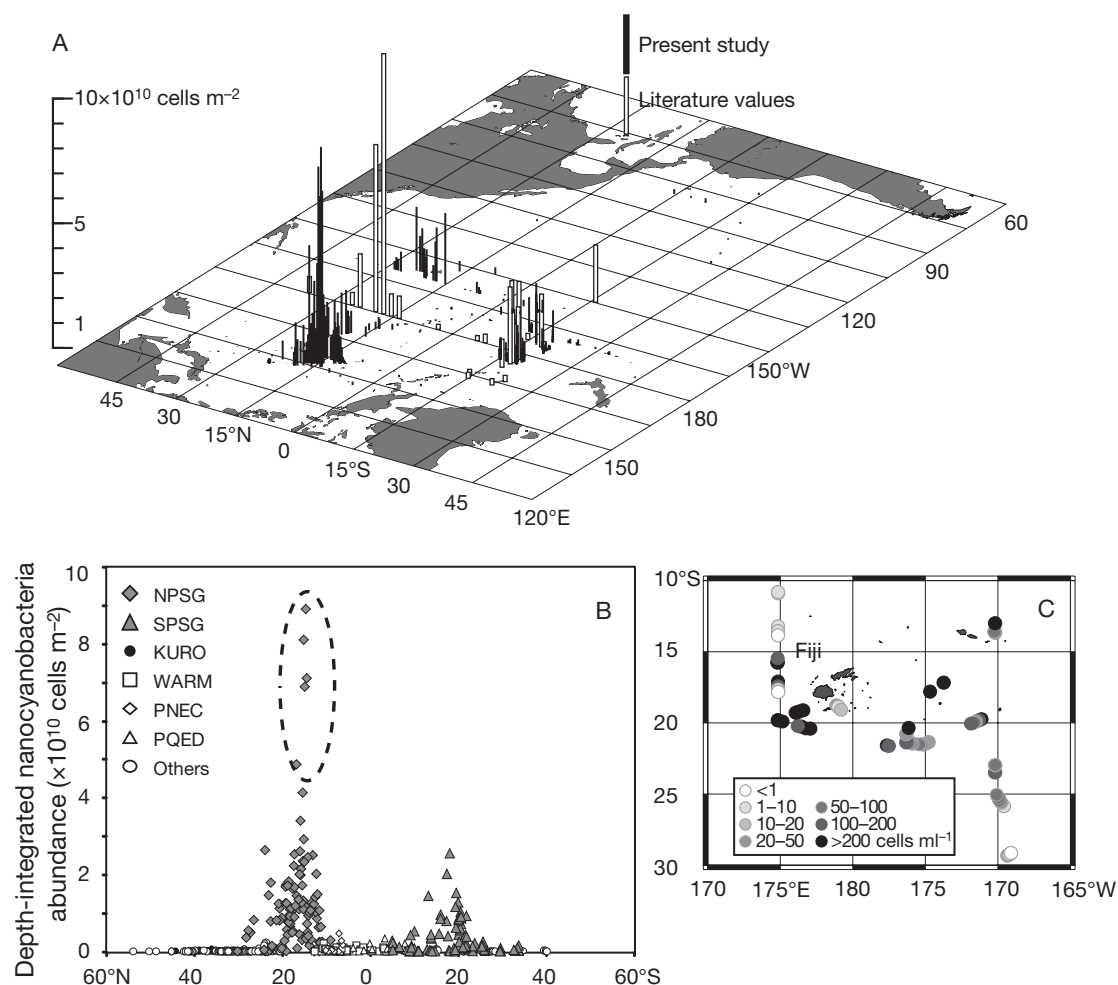 A
Present study
Literature values
10×10¹⁰ cells m⁻²
5
1
45
30
15°N
0
15°S
30
45
120°E
150
180
150°W
120
90
60
Depth-integrated nanocyanobacteria
abundance (×10¹⁰ cells m⁻²)
B
10
8
6
4
2
0
NPSG
SPSG
KURO
WARM
PNEC
PQED
Others
60°N
40
20
0
20
40
60°S
C
10°S
15
20
25
30
Fiji
<1
1–10
10–20
20–50
50–100
100–200
>200 cells ml⁻¹
170
175°E
180
175
170
165°W